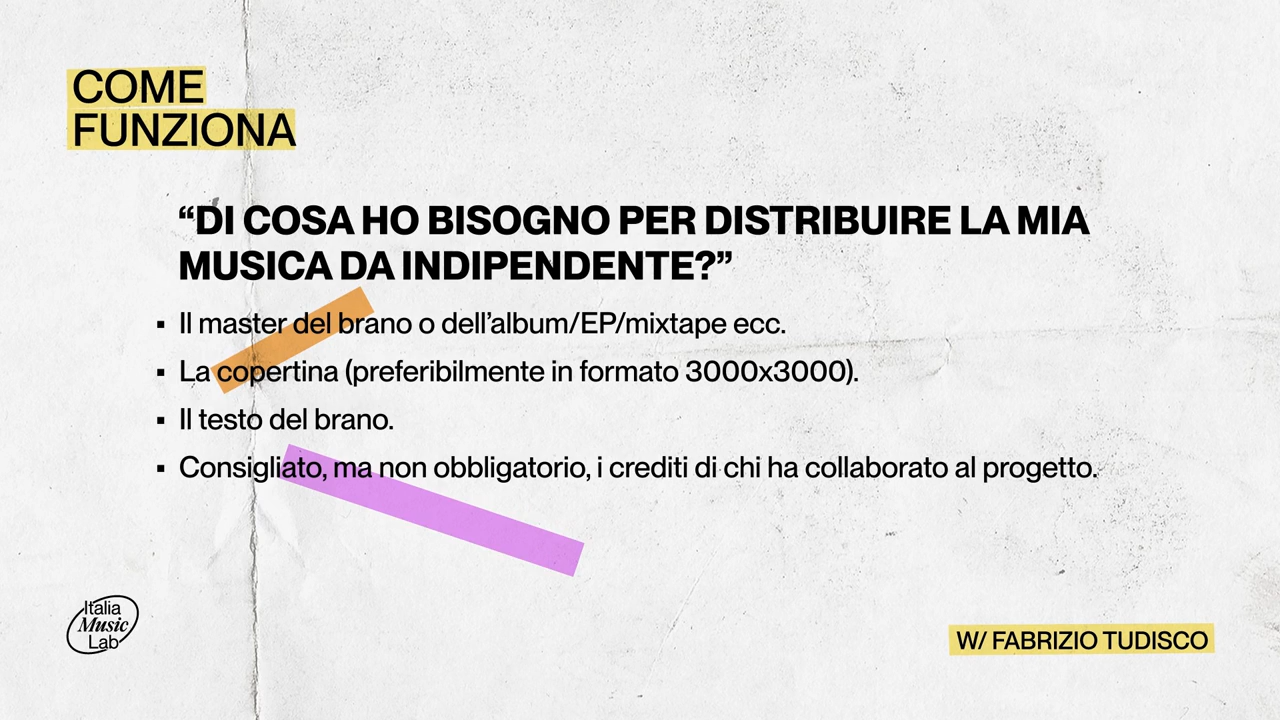 COME
FUNZIONA
“DI COSA HO BISOGNO PER DISTRIBUIRE LA MIA
MUSICA DA INDIPENDENTE?”
▪ Il master del brano o dell’album/EP/mixtape ecc.
▪ La copertina (preferibilmente in formato 3000x3000).
▪ Il testo del brano.
▪ Consigliato, ma non obbligatorio, i crediti di chi ha collaborato al progetto.
Italia
Music
Lab
W/ FABRIZIO TUDISCO